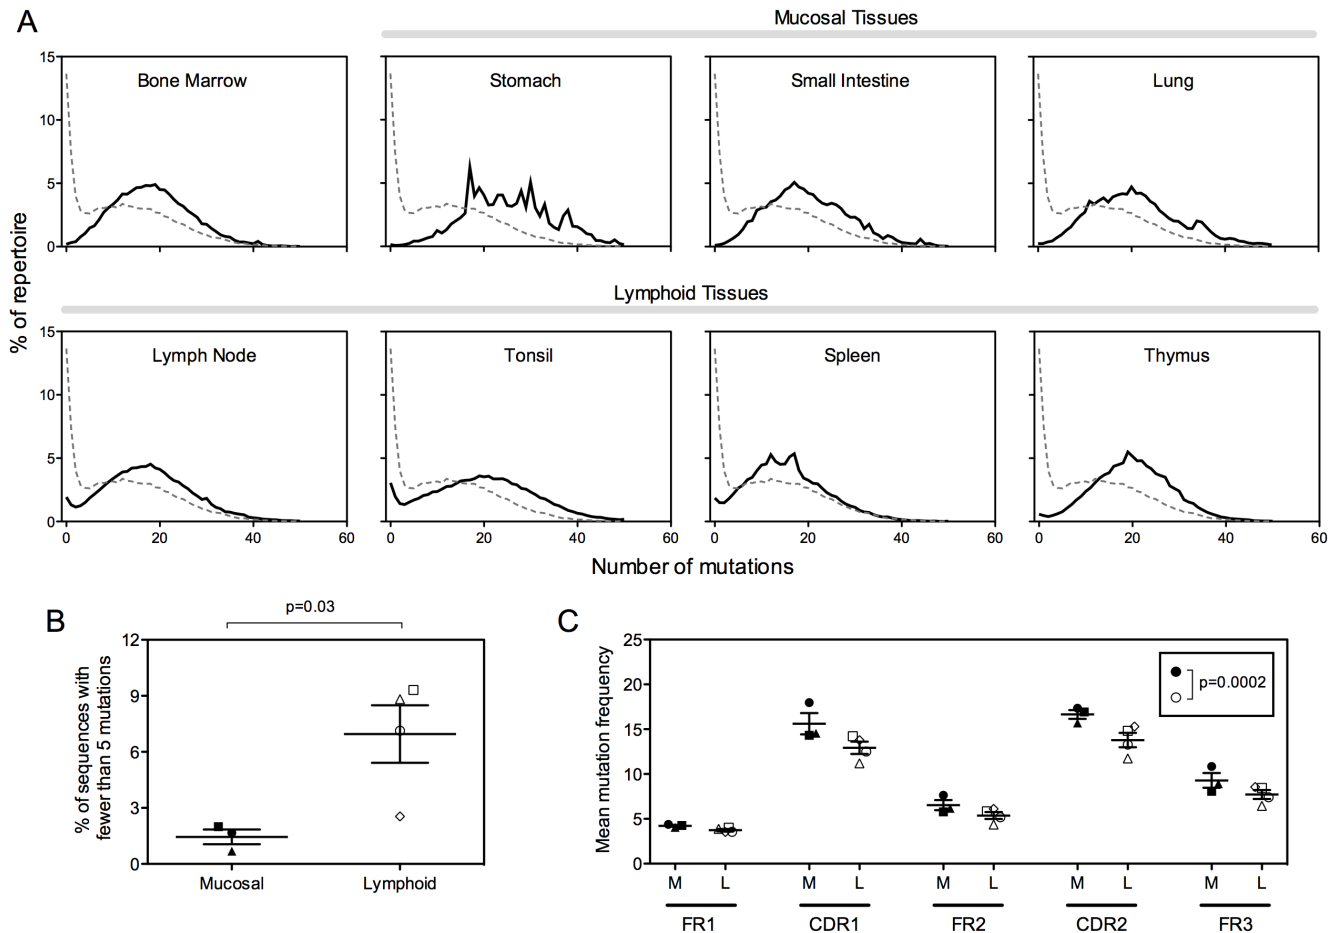 A
Mucosal Tissues
15
10
5
0
Bone Marrow
Stomach
Small Intestine
Lung
% of repertoire
Lymphoid Tissues
15
10
5
0
Lymph Node
Tonsil
Spleen
Thymus
0 20 40 60
0 20 40 60
0 20 40 60
0 20 40 60
Number of mutations
B
p=0.03
% of sequences with
fewer than 5 mutations
12
9
6
3
0
Mucosal
Lymphoid
C
Mean mutation frequency
25
20
15
10
5
0
p=0.0002
M L M L M L M L M L
FR1 CDR1 FR2 CDR2 FR3